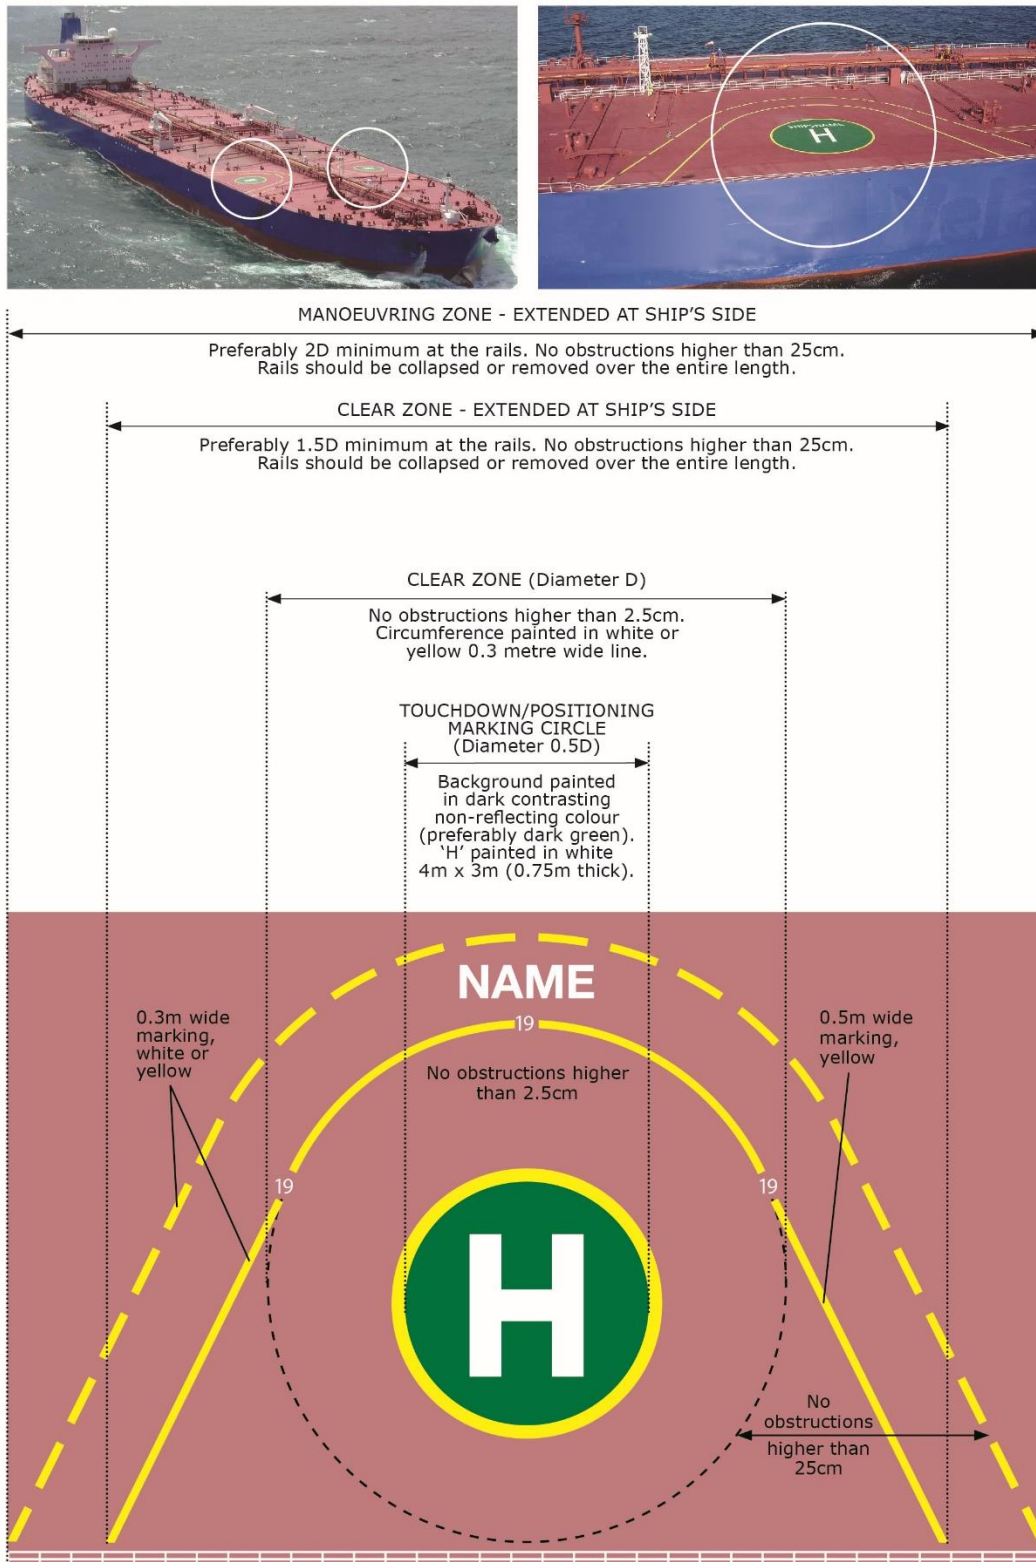 SHIP'S NAME
H
MANOEUVRING ZONE - EXTENDED AT SHIP'S SIDE
Preferably 2D minimum at the rails. No obstructions higher than 25cm.
Rails should be collapsed or removed over the entire length.
CLEAR ZONE - EXTENDED AT SHIP'S SIDE
Preferably 1.5D minimum at the rails. No obstructions higher than 25cm.
Rails should be collapsed or removed over the entire length.
CLEAR ZONE (Diameter D)
No obstructions higher than 2.5cm.
Circumference painted in white or
yellow 0.3 metre wide line.
TOUCHDOWN/POSITIONING
MARKING CIRCLE
(Diameter 0.5D)
Background painted
in dark contrasting
non-reflecting colour
(preferably dark green).
‘H’ painted in white
4m x 3m (0.75m thick).
NAME
19
0.3m wide
marking,
white or
yellow
0.5m wide
marking,
yellow
No obstructions higher
than 2.5cm
19
19
H
No
obstructions
higher than
25cm